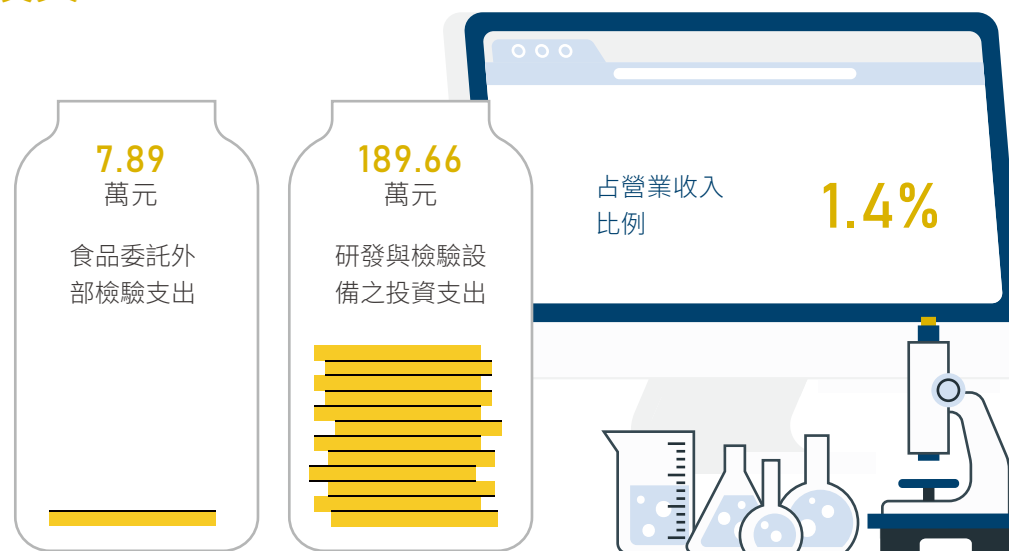 7.89
萬元
食品委託外
部檢驗支出
189.66
萬元
研發與檢驗設
備之投資支出
占營業收入
比例
1.4%